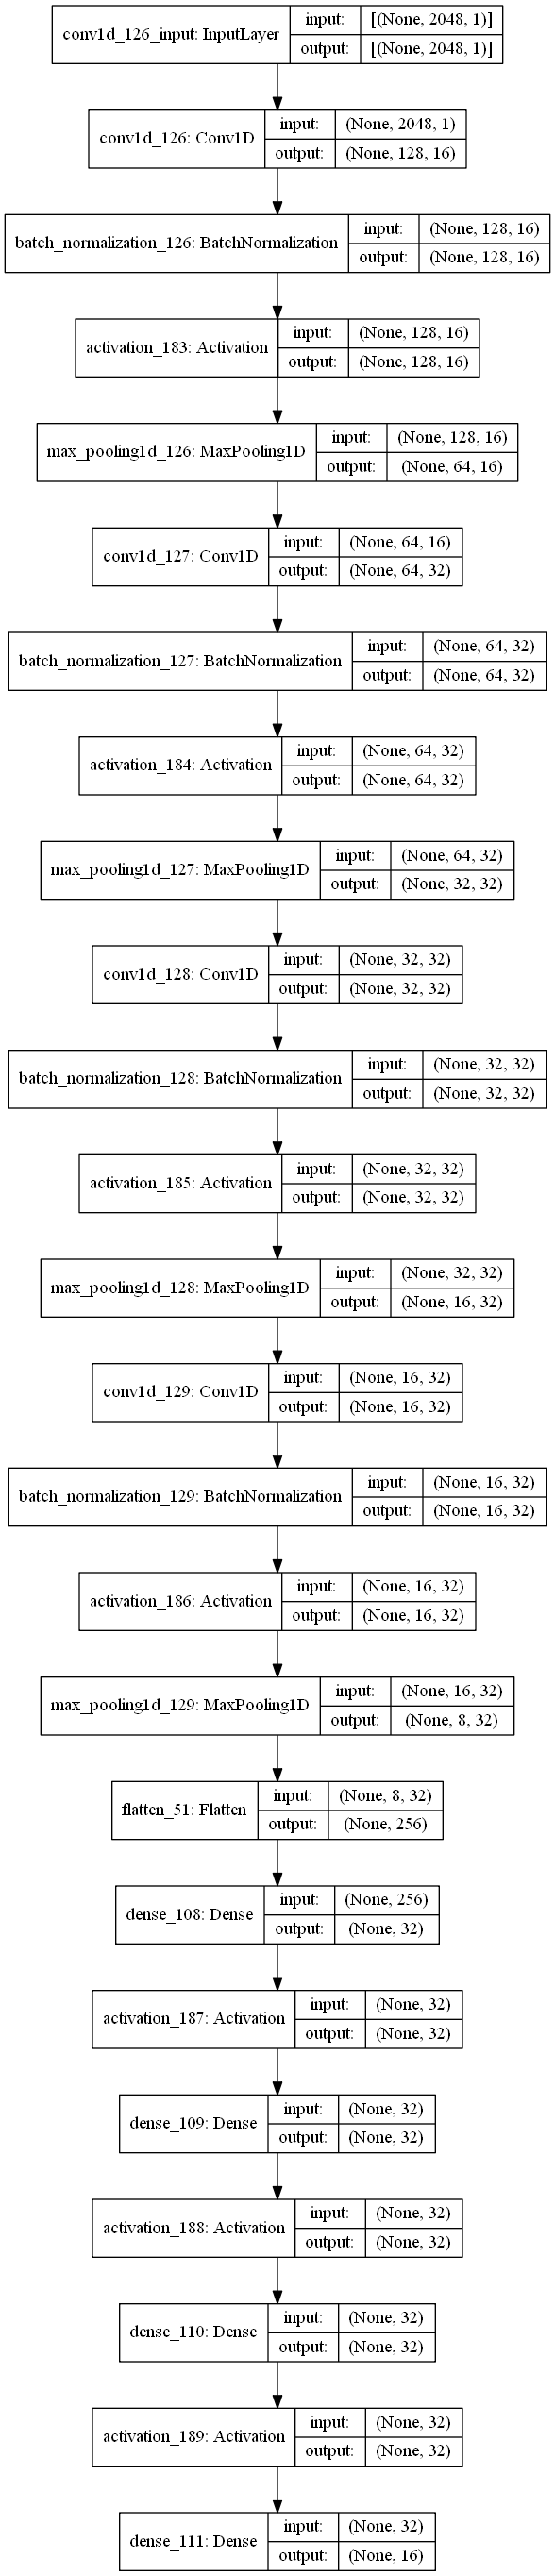 conv1d_126_input: InputLayer
input: [(None, 2048, 1)]
output: [(None, 2048, 1)]
conv1d_126: Conv1D
input: (None, 2048, 1)
output: (None, 128, 16)
batch_normalization_126: BatchNormalization
input: (None, 128, 16)
output: (None, 128, 16)
activation_183: Activation
input: (None, 128, 16)
output: (None, 128, 16)
max_pooling1d_126: MaxPooling1D
input: (None, 128, 16)
output: (None, 64, 16)
conv1d_127: Conv1D
input: (None, 64, 16)
output: (None, 64, 32)
batch_normalization_127: BatchNormalization
input: (None, 64, 32)
output: (None, 64, 32)
activation_184: Activation
input: (None, 64, 32)
output: (None, 64, 32)
max_pooling1d_127: MaxPooling1D
input: (None, 64, 32)
output: (None, 32, 32)
conv1d_128: Conv1D
input: (None, 32, 32)
output: (None, 32, 32)
batch_normalization_128: BatchNormalization
input: (None, 32, 32)
output: (None, 32, 32)
activation_185: Activation
input: (None, 32, 32)
output: (None, 32, 32)
max_pooling1d_128: MaxPooling1D
input: (None, 32, 32)
output: (None, 16, 32)
conv1d_129: Conv1D
input: (None, 16, 32)
output: (None, 16, 32)
batch_normalization_129: BatchNormalization
input: (None, 16, 32)
output: (None, 16, 32)
activation_186: Activation
input: (None, 16, 32)
output: (None, 16, 32)
max_pooling1d_129: MaxPooling1D
input: (None, 16, 32)
output: (None, 8, 32)
flatten_51: Flatten
input: (None, 8, 32)
output: (None, 256)
dense_108: Dense
input: (None, 256)
output: (None, 32)
activation_187: Activation
input: (None, 32)
output: (None, 32)
dense_109: Dense
input: (None, 32)
output: (None, 32)
activation_188: Activation
input: (None, 32)
output: (None, 32)
dense_110: Dense
input: (None, 32)
output: (None, 32)
activation_189: Activation
input: (None, 32)
output: (None, 32)
dense_111: Dense
input: (None, 32)
output: (None, 16)